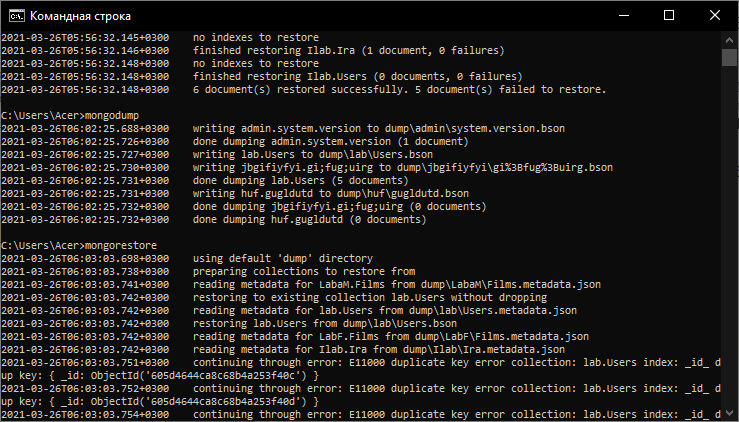 Командная строка
2021-03-26T05:56:32.145+0300 no indexes to restore
2021-03-26T05:56:32.146+0300 finished restoring Ilab.Ira (1 document, 0 failures)
2021-03-26T05:56:32.148+0300 no indexes to restore
2021-03-26T05:56:32.148+0300 finished restoring Ilab.Users (0 documents, 0 failures)
2021-03-26T05:56:32.148+0300 6 document(s) restored successfully. 5 document(s) failed to restore.
C:\Users\Acer>mongodump
2021-03-26T06:02:25.688+0300 writing admin.system.version to dump\admin\system.version.bson
2021-03-26T06:02:25.726+0300 done dumping admin.system.version (1 document)
2021-03-26T06:02:25.727+0300 writing lab.Users to dump\lab\Users.bson
2021-03-26T06:02:25.730+0300 writing jbgifiyfyi.gi;fug;uirg to dump\jbgifiyfyi\gi%3Bfug%3Buirg.bson
2021-03-26T06:02:25.731+0300 done dumping lab.Users (5 documents)
2021-03-26T06:02:25.731+0300 writing huf.gugldutd to dump\huf\gugldutd.bson
2021-03-26T06:02:25.732+0300 done dumping jbgifiyfyi.gi;fug;uirg (0 documents)
2021-03-26T06:02:25.732+0300 done dumping huf.gugldutd (0 documents)
C:\Users\Acer>mongorestore
2021-03-26T06:03:03.698+0300 using default 'dump' directory
2021-03-26T06:03:03.738+0300 preparing collections to restore from
2021-03-26T06:03:03.741+0300 reading metadata for LabaM.Films from dump\LabaM\Films.metadata.json
2021-03-26T06:03:03.742+0300 restoring to existing collection lab.Users without dropping
2021-03-26T06:03:03.742+0300 reading metadata for lab.Users from dump\lab\Users.metadata.json
2021-03-26T06:03:03.742+0300 restoring lab.Users from dump\lab\Users.bson
2021-03-26T06:03:03.742+0300 reading metadata for LabF.Films from dump\LabF\Films.metadata.json
2021-03-26T06:03:03.742+0300 reading metadata for Ilab.Ira from dump\Ilab\Ira.metadata.json
2021-03-26T06:03:03.751+0300 continuing through error: E11000 duplicate key error collection: lab.Users index: _id_ d
up key: { _id: ObjectId('605d4644ca8c68b4a253f40c') }
2021-03-26T06:03:03.752+0300 continuing through error: E11000 duplicate key error collection: lab.Users index: _id_ d
up key: { _id: ObjectId('605d4644ca8c68b4a253f40d') }
2021-03-26T06:03:03.754+0300 continuing through error: E11000 duplicate key error collection: lab.Users index: _id_ d